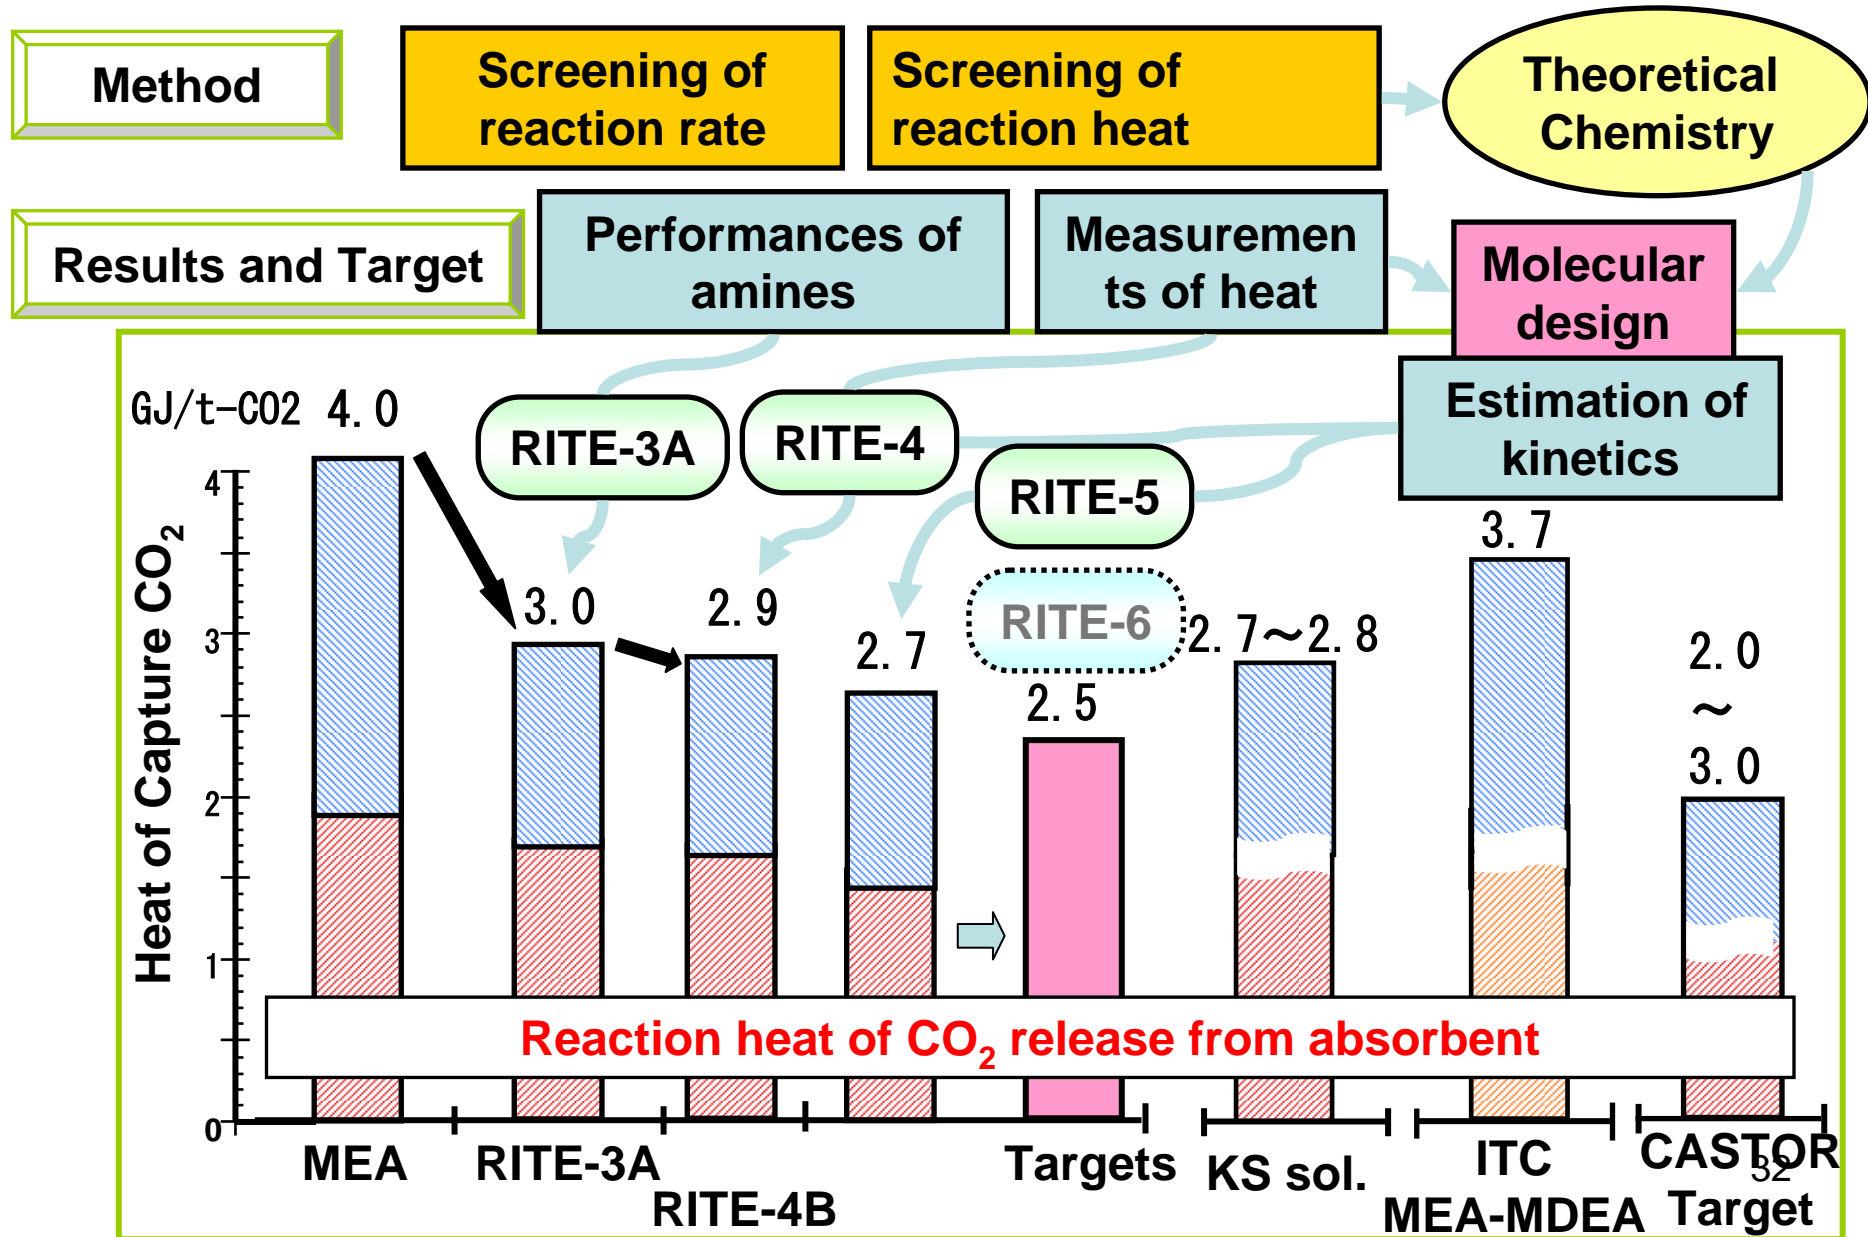 Method
Screening of
reaction rate
Screening of
reaction heat
Theoretical
Chemistry
Results and Target
Performances of
amines
Measuremen
ts of heat
Molecular
design
Estimation of
kinetics
GJ/t-CO2 4.0
RITE-3A
RITE-4
RITE-5
RITE-6
Heat of Capture CO2
4
3
2
1
0
3.0
2.9
2.7
2.5
2.7～2.8
3.7
2.0
～
3.0
Reaction heat of CO2 release from absorbent
MEA
RITE-3A
RITE-4B
Targets
KS sol.
ITC
MEA-MDEA
CASTOR
Target
32